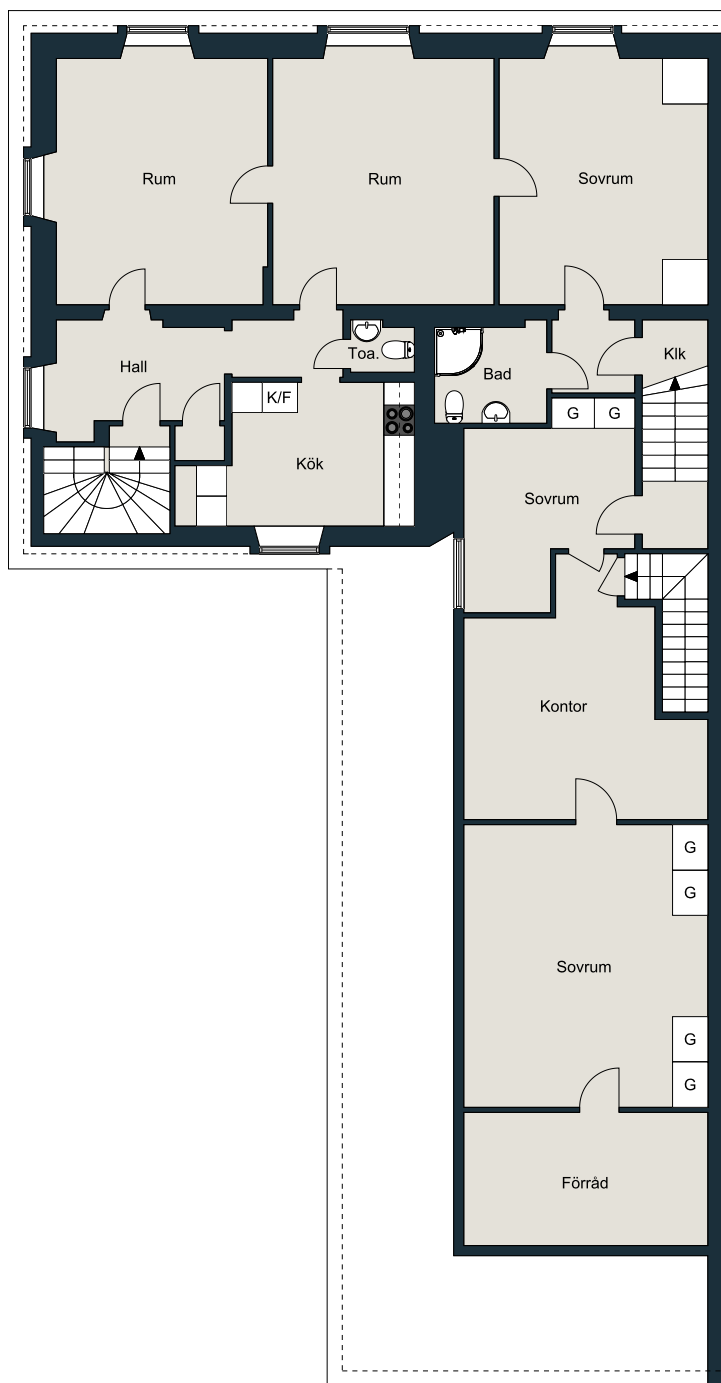 Rum
Rum
Sovrum
Hall
Toa.
Klk
Bad
K/F
G
G
Kök
Sovrum
Kontor
G
G
Sovrum
G
G
Förråd